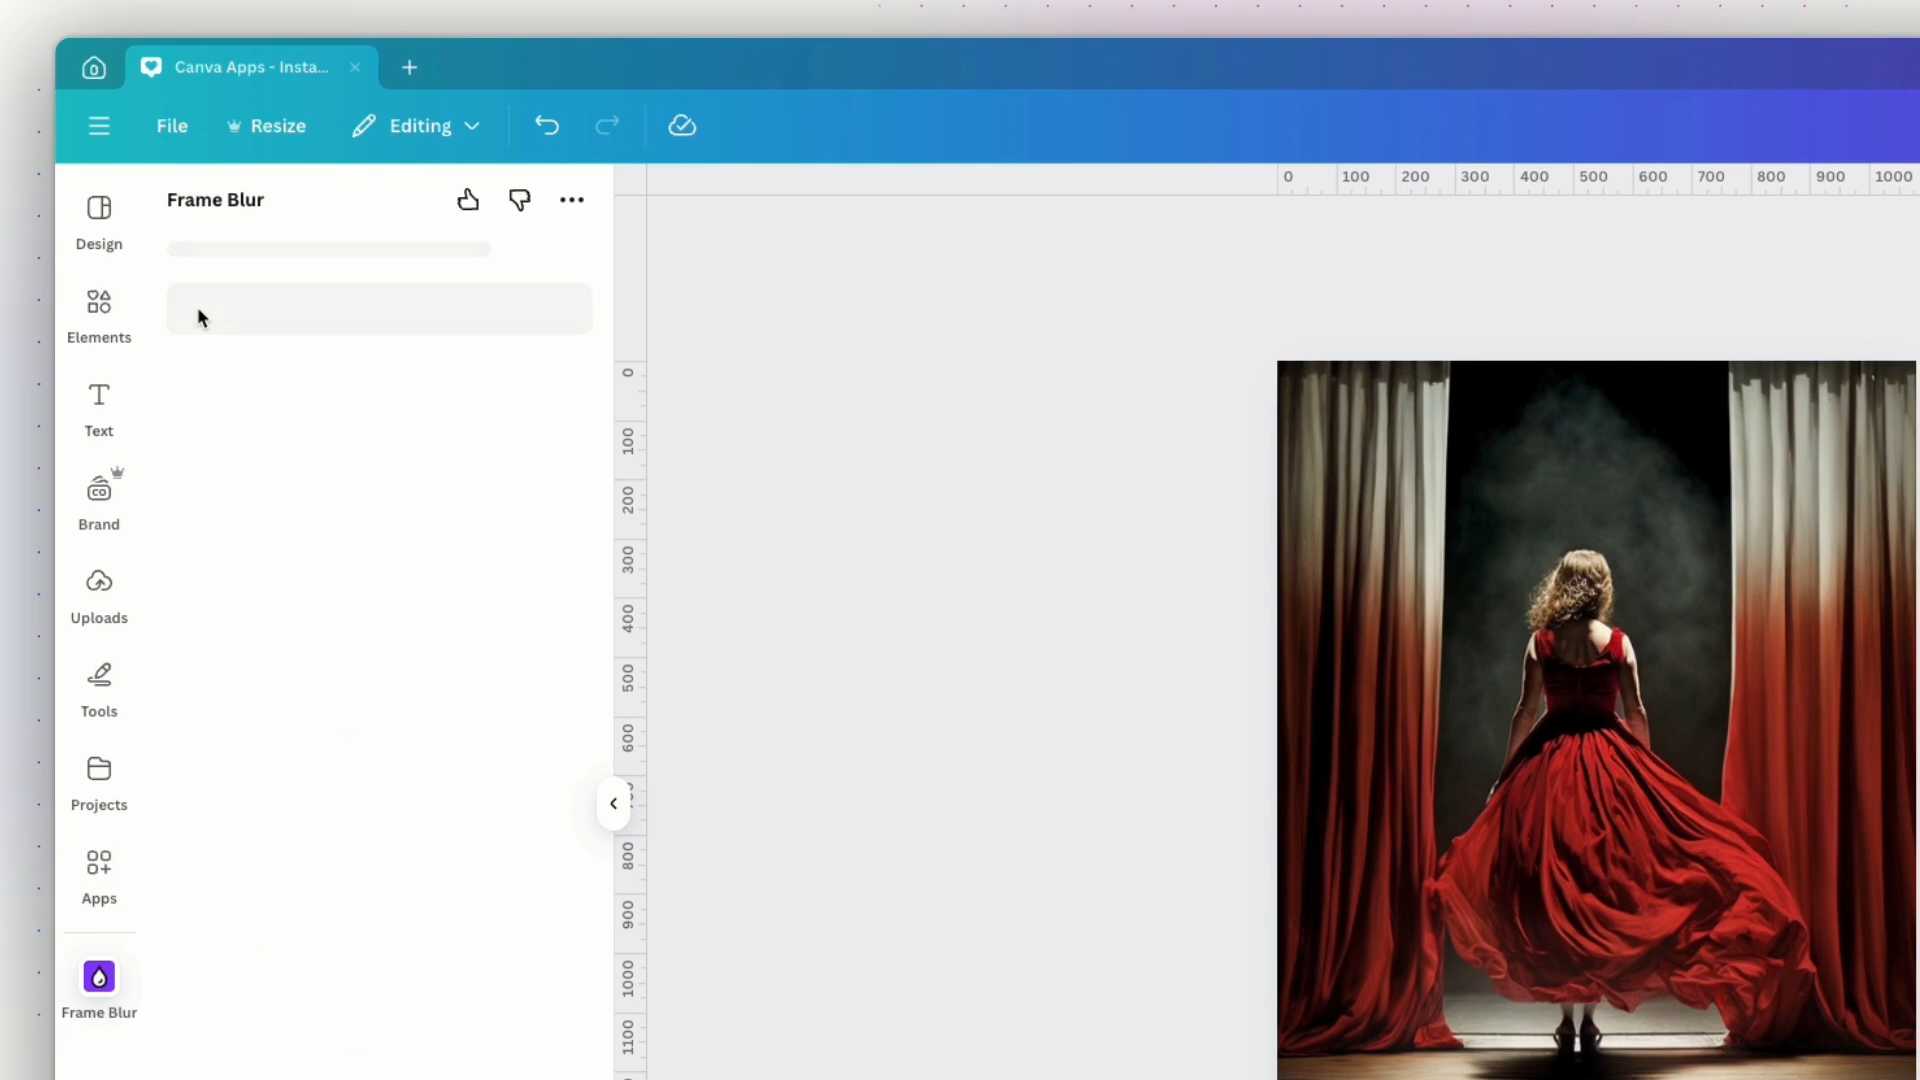 Canva Apps - Insta...
File
Resize
Editing
Frame Blur
Design
Elements
Text
Brand
CO
Uploads
Tools
Projects
Apps
Frame Blur
0 100 200 300 400 500 600 700 800 900 1000
0
100
200
300
400
500
600
800
900
1000
1100